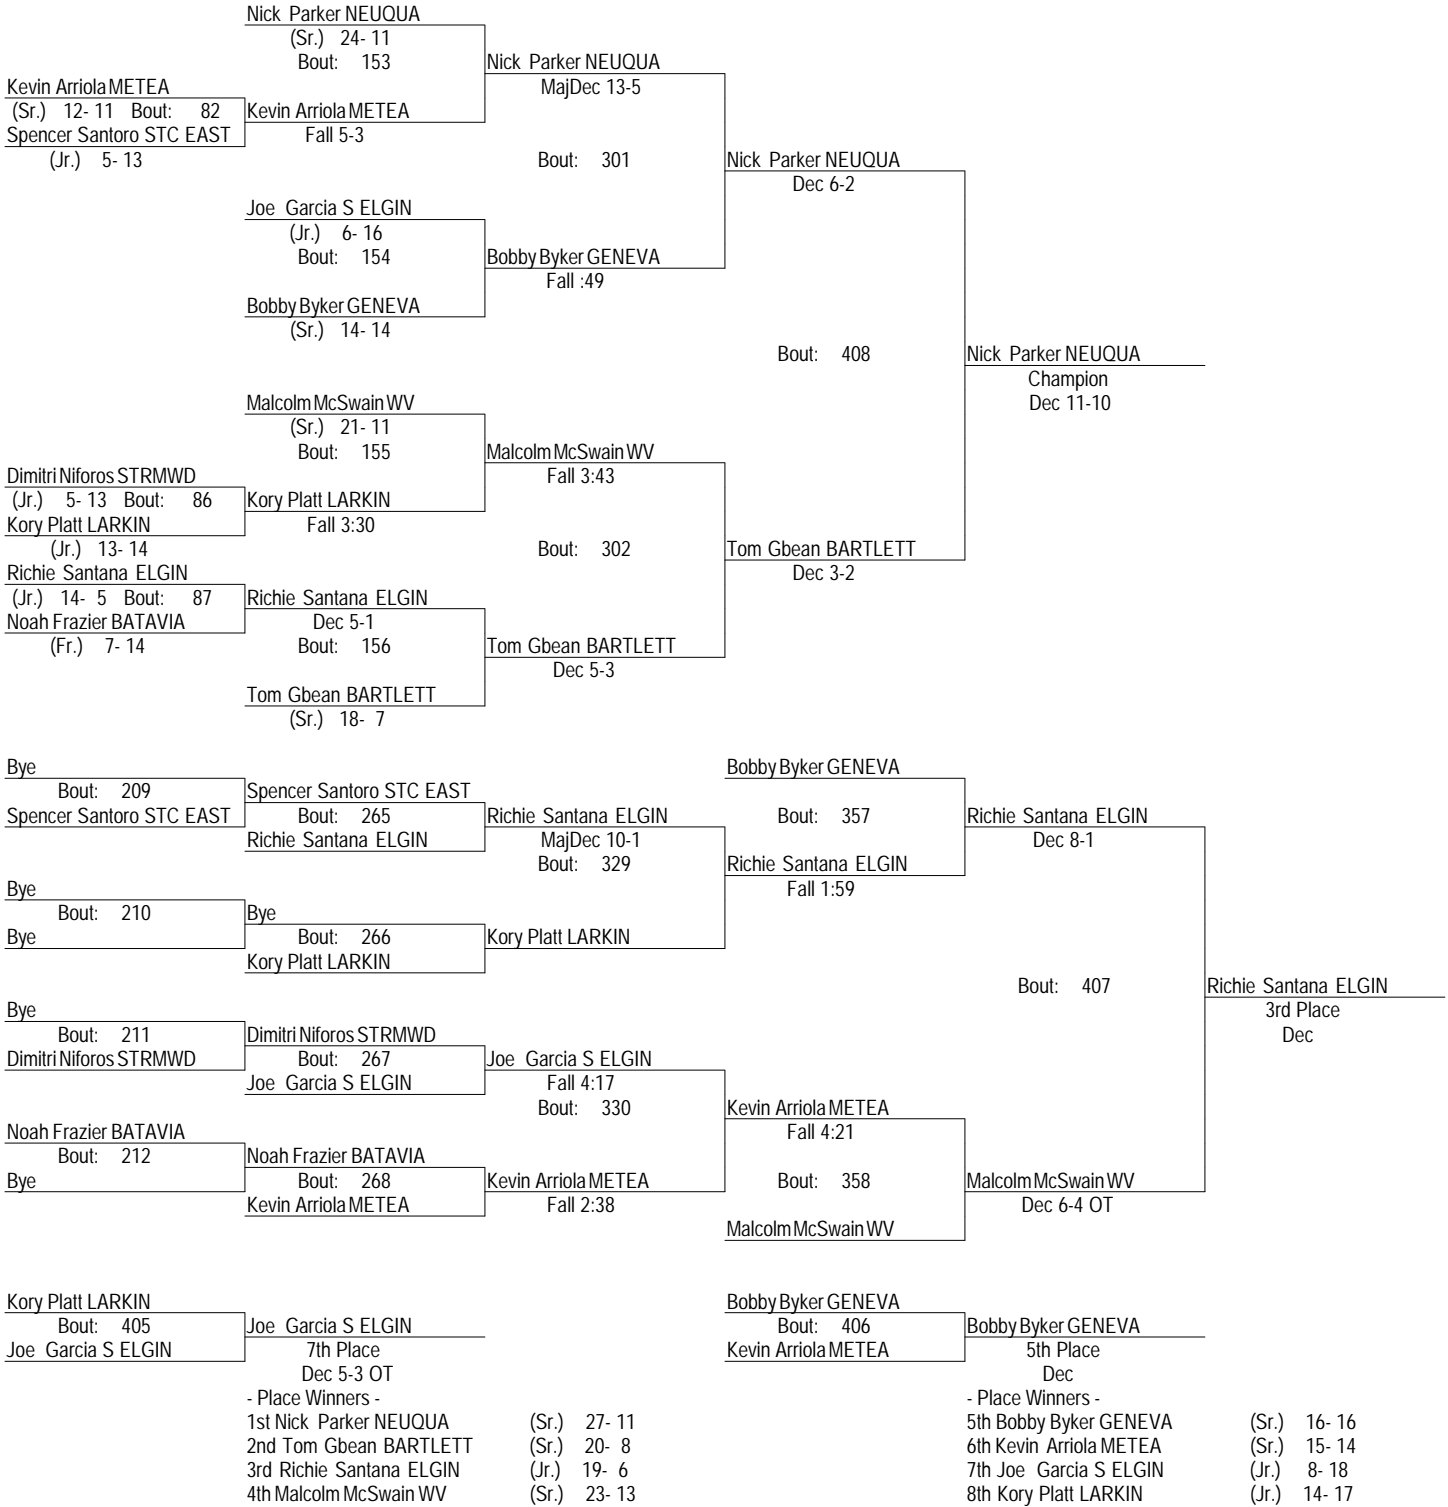 Nick Parker NEUQUA
(Sr.) 24- 11
Bout: 153
Nick Parker NEUQUA
MajDec 13-5
Kevin Arriola METEA
(Sr.) 12- 11 Bout: 82
Kevin Arriola METEA
Spencer Santoro STC EAST
Fall 5-3
(Jr.) 5- 13
Bout: 301
Nick Parker NEUQUA
Dec 6-2
Joe Garcia S ELGIN
(Jr.) 6- 16
Bout: 154
Bobby Byker GENEVA
Fall :49
Bobby Byker GENEVA
(Sr.) 14- 14
Bout: 408
Nick Parker NEUQUA
Champion
Dec 11-10
Malcolm McSwain WV
(Sr.) 21- 11
Bout: 155
Malcolm McSwain WV
Fall 3:43
Dimitri Niforos STRMWD
(Jr.) 5- 13 Bout: 86
Kory Platt LARKIN
Kory Platt LARKIN
Fall 3:30
(Jr.) 13- 14
Bout: 302
Tom Gbean BARTLETT
Dec 3-2
Richie Santana ELGIN
(Jr.) 14- 5 Bout: 87
Richie Santana ELGIN
Noah Frazier BATAVIA
Dec 5-1
(Fr.) 7- 14
Bout: 156
Tom Gbean BARTLETT
Dec 5-3
Tom Gbean BARTLETT
(Sr.) 18- 7
Bye
Bout: 209
Spencer Santoro STC EAST
Spencer Santoro STC EAST
Bout: 265
Richie Santana ELGIN
Richie Santana ELGIN
MajDec 10-1
Bout: 329
Bobby Byker GENEVA
Bout: 357
Richie Santana ELGIN
Dec 8-1
Richie Santana ELGIN
Fall 1:59
Bye
Bout: 210
Bye
Bye
Bout: 266
Kory Platt LARKIN
Kory Platt LARKIN
Bout: 407
Richie Santana ELGIN
3rd Place
Dec
Bye
Bout: 211
Dimitri Niforos STRMWD
Dimitri Niforos STRMWD
Bout: 267
Joe Garcia S ELGIN
Joe Garcia S ELGIN
Fall 4:17
Bout: 330
Kevin Arriola METEA
Fall 4:21
Noah Frazier BATAVIA
Bout: 212
Bye
Noah Frazier BATAVIA
Bout: 268
Kevin Arriola METEA
Kevin Arriola METEA
Fall 2:38
Bout: 358
Malcolm McSwain WV
Dec 6-4 OT
Malcolm McSwain WV
Kory Platt LARKIN
Bout: 405
Joe Garcia S ELGIN
Joe Garcia S ELGIN
7th Place
Dec 5-3 OT
Bobby Byker GENEVA
Bout: 406
Kevin Arriola METEA
Bobby Byker GENEVA
5th Place
Dec
- Place Winners -
1st Nick Parker NEUQUA (Sr.) 27- 11
2nd Tom Gbean BARTLETT (Sr.) 20- 8
3rd Richie Santana ELGIN (Jr.) 19- 6
4th Malcolm McSwain WV (Sr.) 23- 13
- Place Winners -
5th Bobby Byker GENEVA (Sr.) 16- 16
6th Kevin Arriola METEA (Sr.) 15- 14
7th Joe Garcia S ELGIN (Jr.) 8- 18
8th Kory Platt LARKIN (Jr.) 14- 17